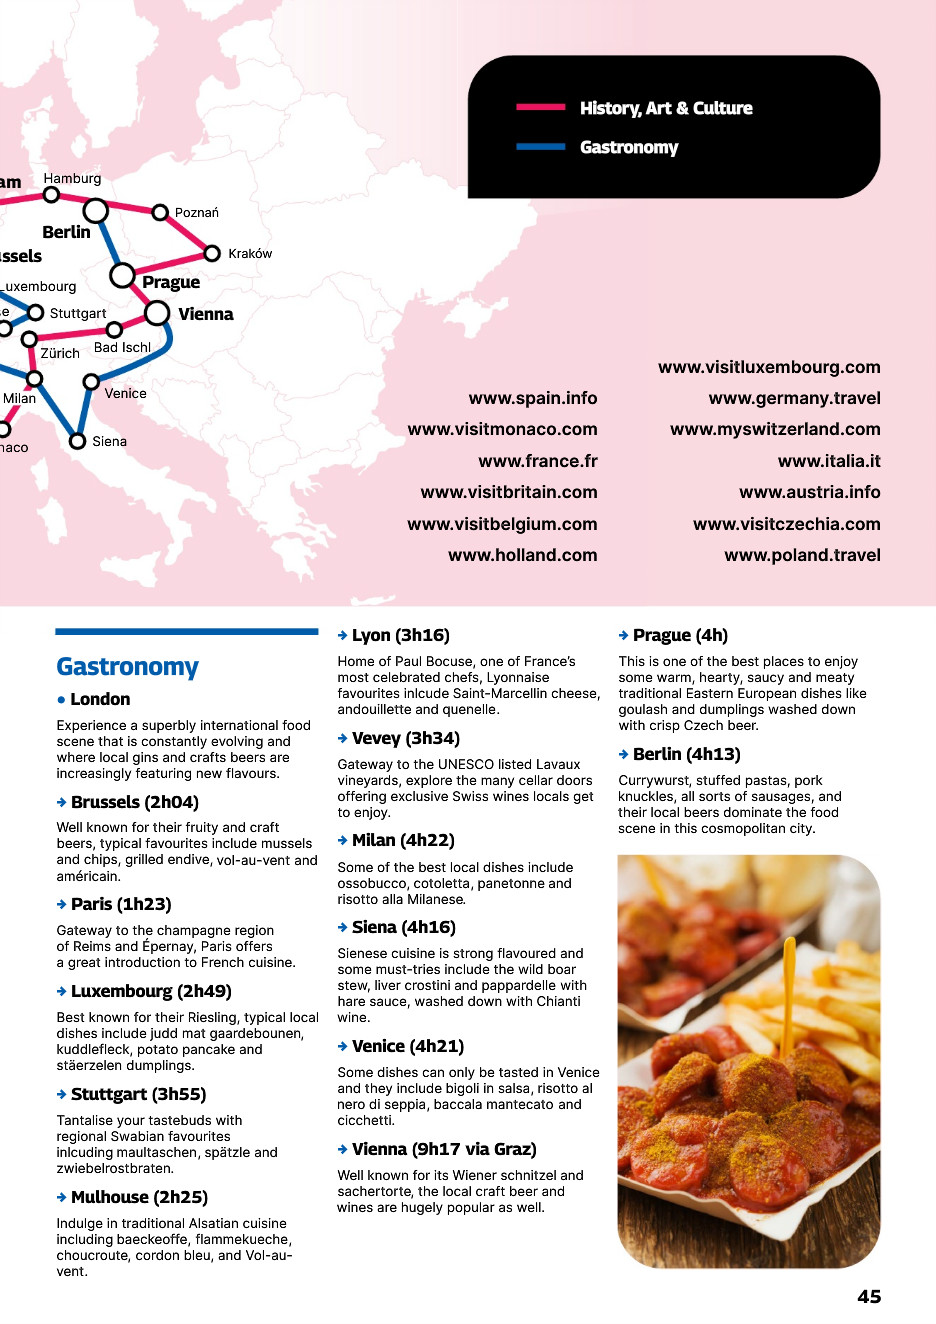 History, Art & Culture
Gastronomy
am
Hamburg
Poznań
Berlin
Kraków
ssels
Prague
Luxembourg
se
Stuttgart
Vienna
Zürich
Bad Ischl
Milan
Venice
naco
Siena
www.spain.info
www.visitmonaco.com
www.france.fr
www.visitbritain.com
www.visitbelgium.com
www.holland.com
www.visitluxembourg.com
www.germany.travel
www.myswitzerland.com
www.italia.it
www.austria.info
www.visitczechia.com
www.poland.travel
Gastronomy
• London
Experience a superbly international food
scene that is constantly evolving and
where local gins and crafts beers are
increasingly featuring new flavours.
→ Brussels (2h04)
Well known for their fruity and craft
beers, typical favourites include mussels
and chips, grilled endive, vol-au-vent and
américain.
→ Paris (1h23)
Gateway to the champagne region
of Reims and Épernay, Paris offers
a great introduction to French cuisine.
→ Luxembourg (2h49)
Best known for their Riesling, typical local
dishes include judd mat gaardebounen,
kuddlefleck, potato pancake and
stäerzelen dumplings.
→ Stuttgart (3h55)
Tantalise your tastebuds with
regional Swabian favourites
inlcuding maultaschen, spätzle and
zwiebelrostbraten.
→ Mulhouse (2h25)
Indulge in traditional Alsatian cuisine
including baeckeoffe, flammekueche,
choucroute, cordon bleu, and Vol-au-
vent.
→ Lyon (3h16)
Home of Paul Bocuse, one of France's
most celebrated chefs, Lyonnaise
favourites inlcude Saint-Marcellin cheese,
andouillette and quenelle.
→ Vevey (3h34)
Gateway to the UNESCO listed Lavaux
vineyards, explore the many cellar doors
offering exclusive Swiss wines locals get
to enjoy.
→ Milan (4h22)
Some of the best local dishes include
ossobucco, cotoletta, panetonne and
risotto alla Milanese.
→ Siena (4h16)
Sienese cuisine is strong flavoured and
some must-tries include the wild boar
stew, liver crostini and pappardelle with
hare sauce, washed down with Chianti
wine.
→ Venice (4h21)
Some dishes can only be tasted in Venice
and they include bigoli in salsa, risotto al
nero di seppia, baccala mantecato and
cicchetti.
→ Vienna (9h17 via Graz)
Well known for its Wiener schnitzel and
sachertorte, the local craft beer and
wines are hugely popular as well.
→ Prague (4h)
This is one of the best places to enjoy
some warm, hearty, saucy and meaty
traditional Eastern European dishes like
goulash and dumplings washed down
with crisp Czech beer.
→ Berlin (4h13)
Currywurst, stuffed pastas, pork
knuckles, all sorts of sausages, and
their local beers dominate the food
scene in this cosmopolitan city.
45